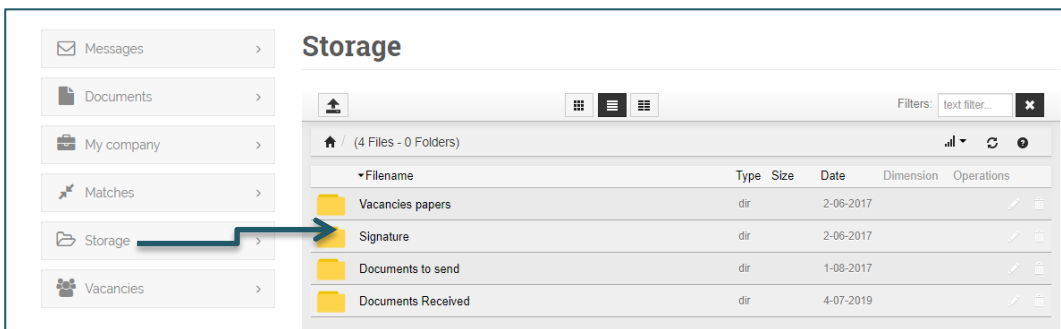 Messages
Documents
My company
Matches
Storage
Vacancies
Storage
Filters: text filter...
/ (4 Files - 0 Folders)
Filename Type Size Date Dimension Operations
Vacancies papers dir 2-06-2017
Signature dir 2-06-2017
Documents to send dir 1-08-2017
Documents Received dir 4-07-2019